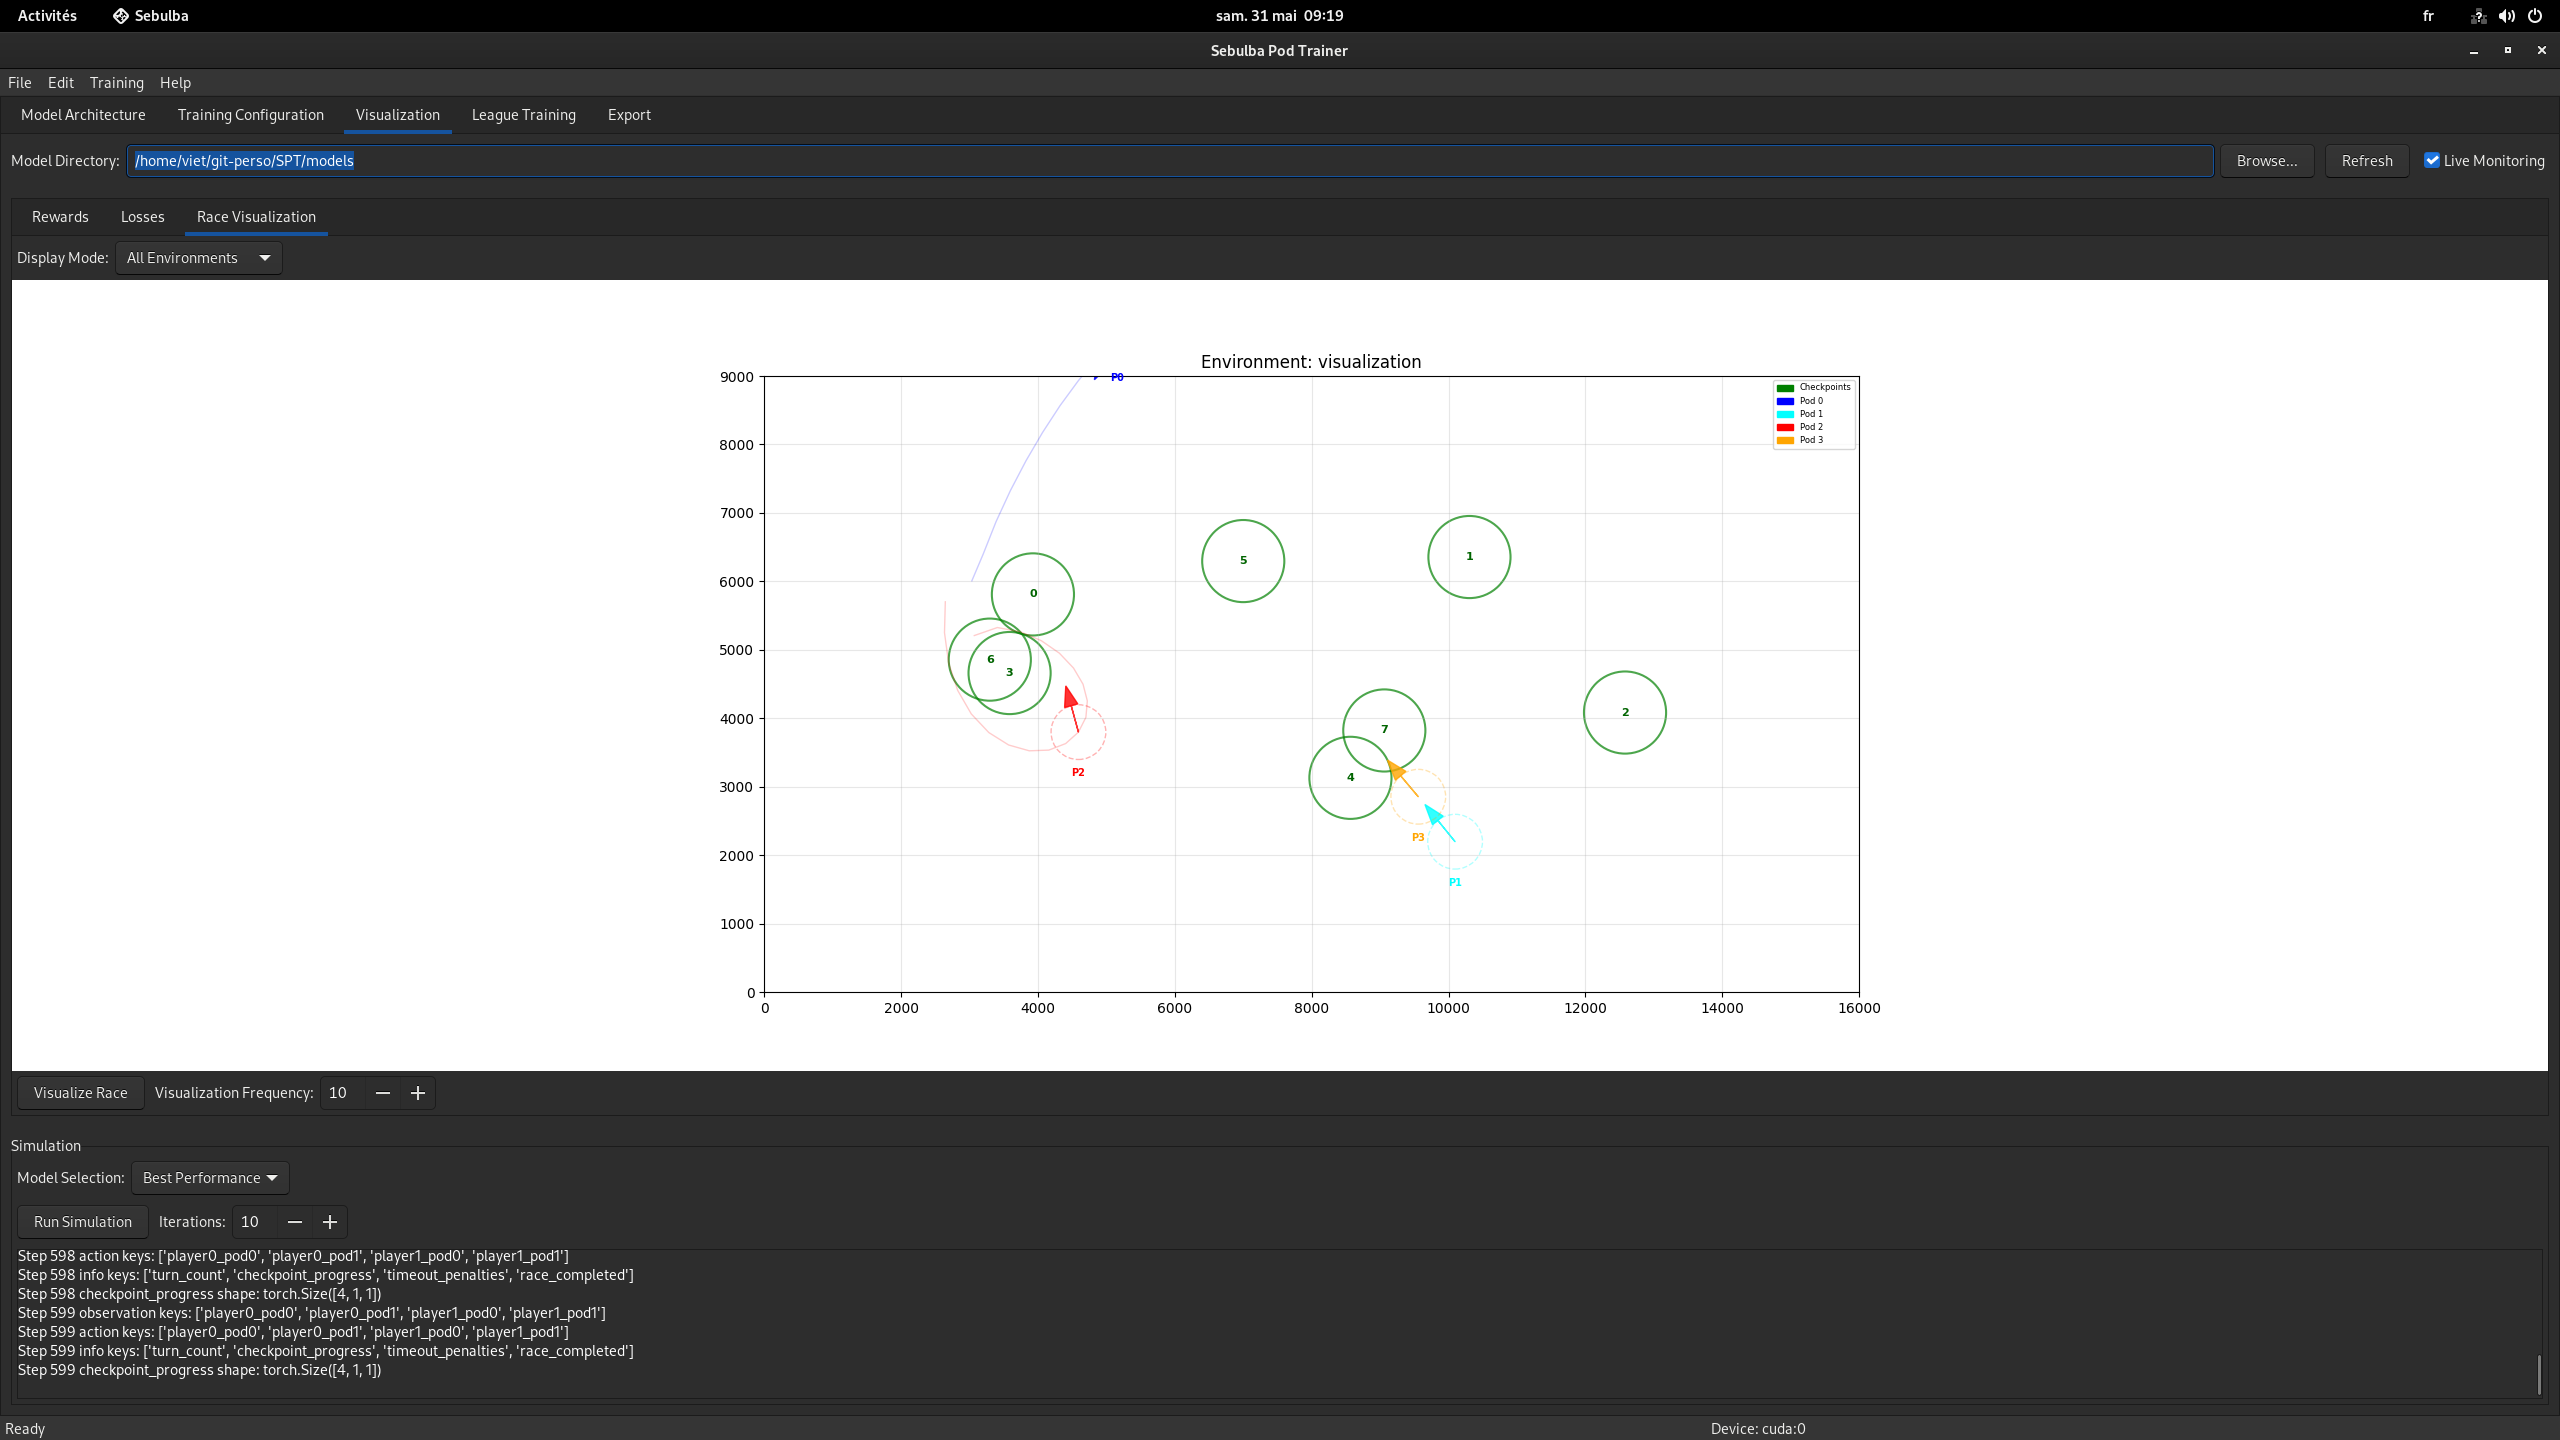 Activités Sebulba sam. 31 mai 09:19 fr
Sebulba Pod Trainer
File Edit Training Help
Model Architecture Training Configuration Visualization League Training Export
Model Directory: /home/viet/git-perso/SPT/models Browse... Refresh Live Monitoring
Rewards Losses Race Visualization
Display Mode: All Environments
Environment: visualization
9000
P0
Checkpoints
Pod 0
Pod 1
Pod 2
Pod 3
8000
7000
5
1
6000
0
5000
6
3
4000
2
7
P2
3000
4
P3
2000
P1
1000
0
0 2000 4000 6000 8000 10000 12000 14000 16000
Visualize Race Visualization Frequency: 10
Simulation
Model Selection: Best Performance
Run Simulation Iterations: 10
Step 598 action keys: ['player0_pod0', 'player0_pod1', 'player1_pod0', 'player1_pod1']
Step 598 info keys: ['turn_count', 'checkpoint_progress', 'timeout_penalties', 'race_completed']
Step 598 checkpoint_progress shape: torch.Size([4, 1, 1])
Step 599 observation keys: ['player0_pod0', 'player0_pod1', 'player1_pod0', 'player1_pod1']
Step 599 action keys: ['player0_pod0', 'player0_pod1', 'player1_pod0', 'player1_pod1']
Step 599 info keys: ['turn_count', 'checkpoint_progress', 'timeout_penalties', 'race_completed']
Step 599 checkpoint_progress shape: torch.Size([4, 1, 1])
Ready Device: cuda:0